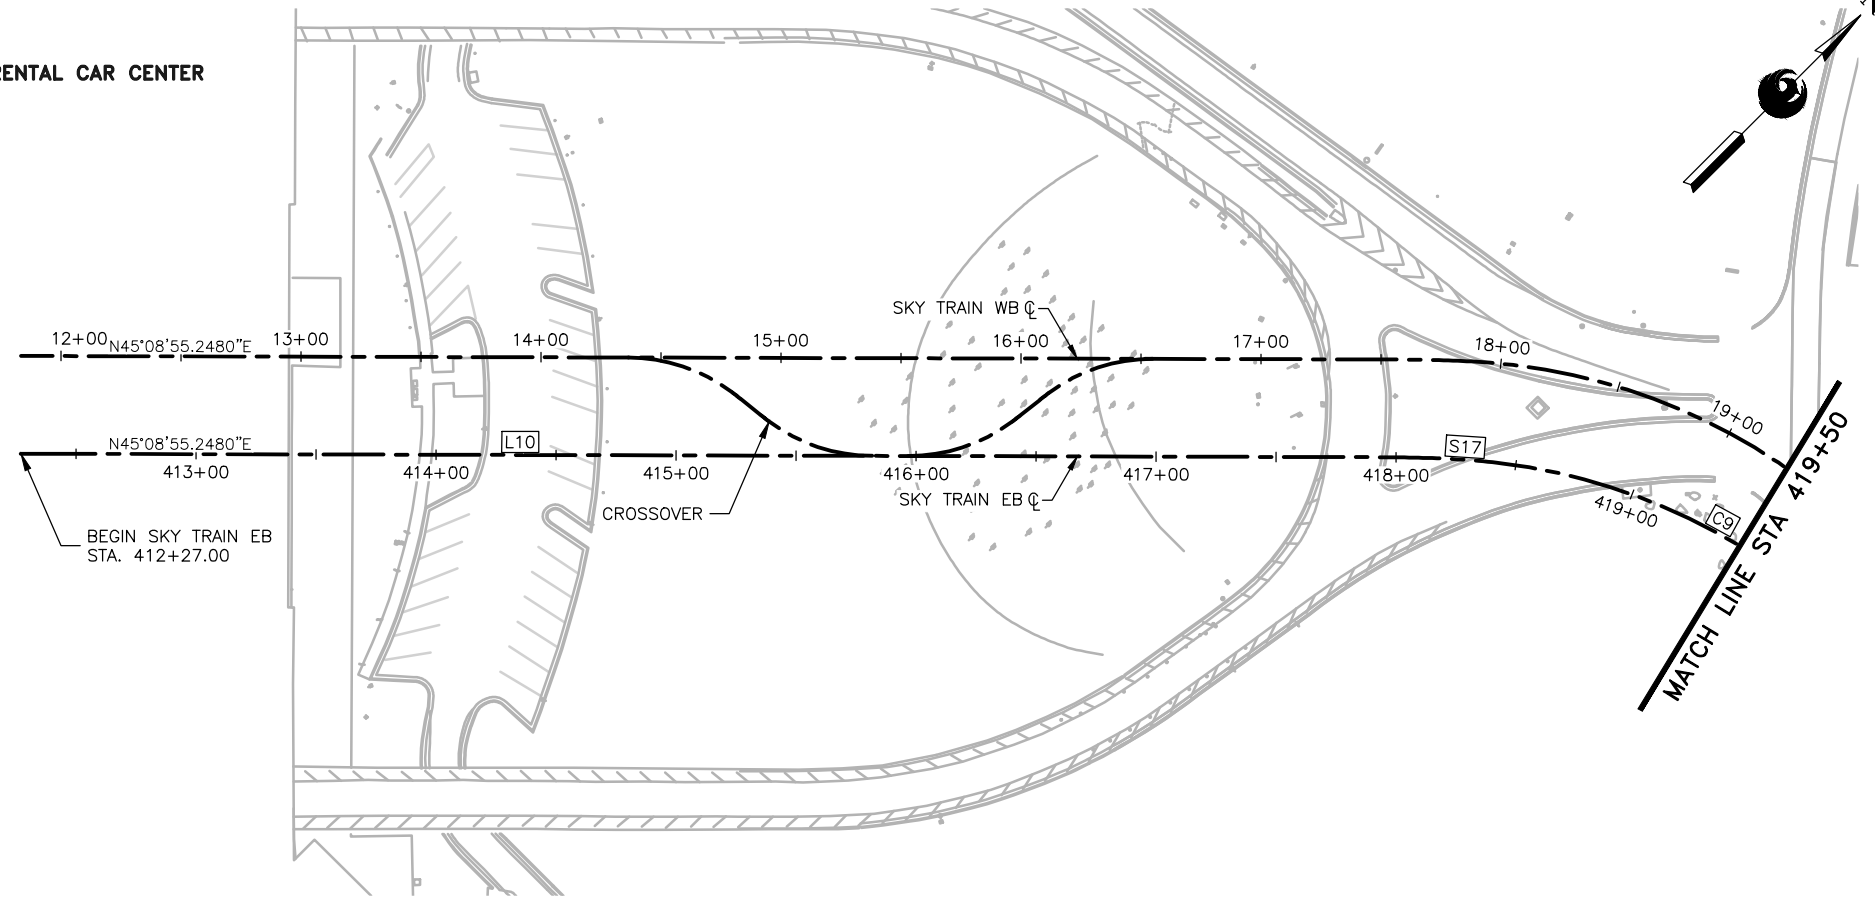 RENTAL CAR CENTER
SKY TRAIN WB ℄
12+00
N45°08'55.2480"E
13+00
14+00
15+00
16+00
17+00
18+00
19+00
N45°08'55.2480"E
L10
S17
C9
413+00
414+00
415+00
416+00
417+00
418+00
419+00
SKY TRAIN EB ℄
CROSSOVER
BEGIN SKY TRAIN EB
STA. 412+27.00
MATCH LINE STA 419+50